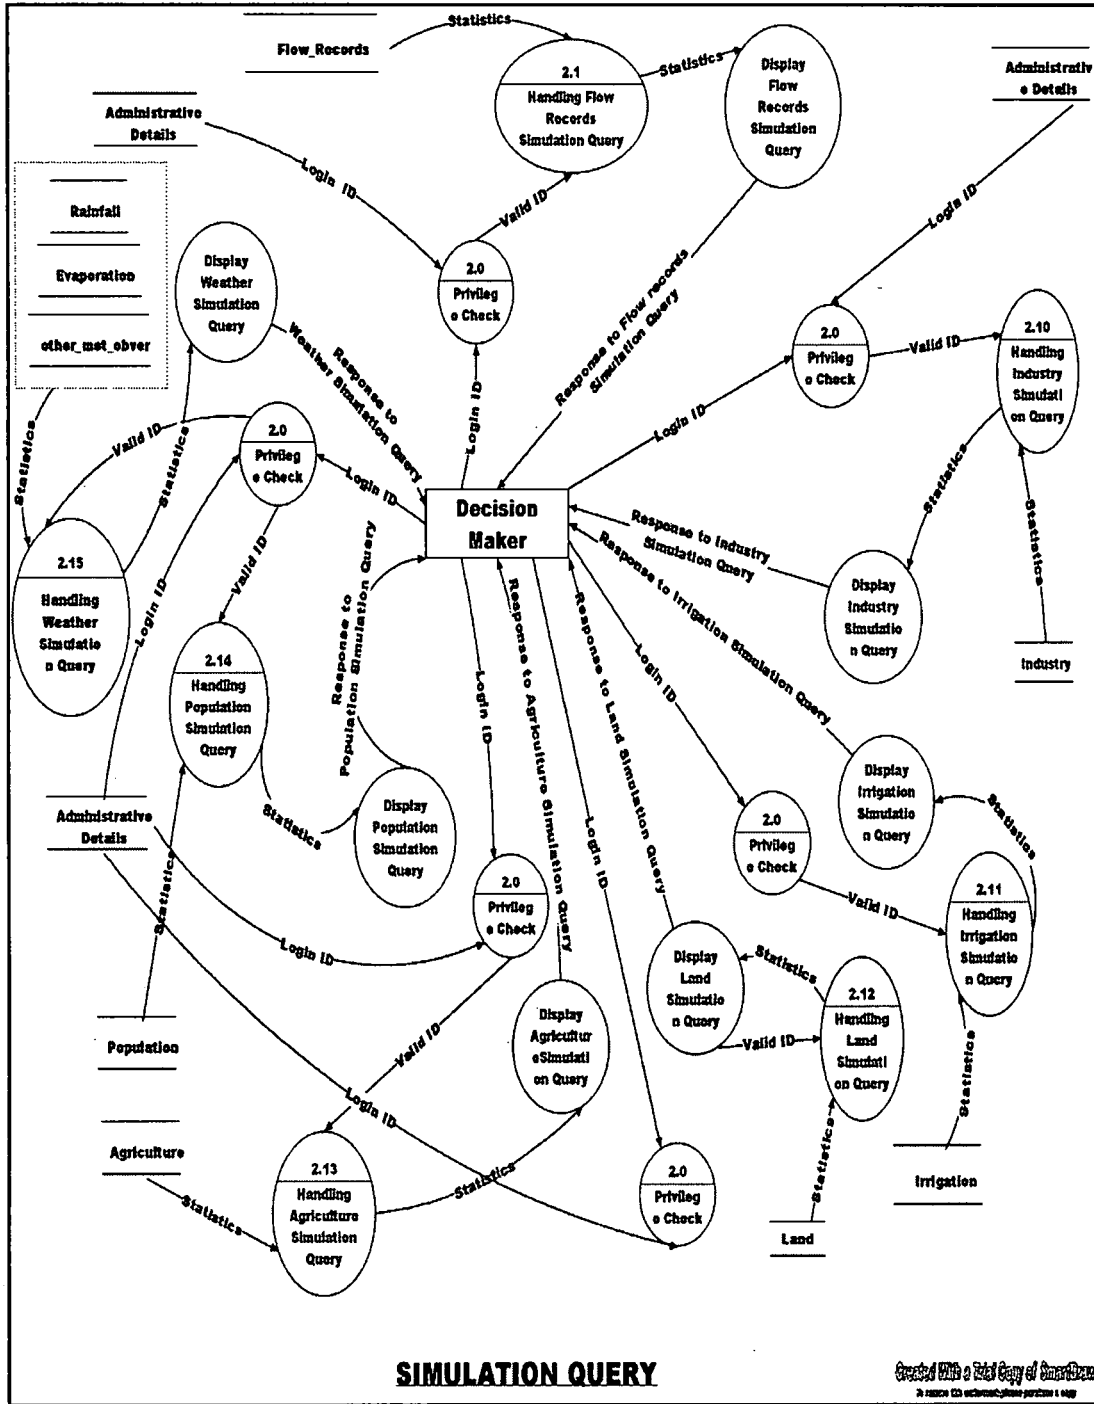 Statistics
Flow_Records
2.1
Handling Flow
Records
Simulation Query
Statistics
Display
Flow
Records
Simulation
Query
Administrativ
e Details
Administrative
Details
Login ID
Valid ID
Login ID
Rainfall
Evaporation
other_met_obver
Display
Weather
Simulation
Query
2.0
Privileg
e Check
Response to Flow records
Simulation Query
2.0
Privileg
e Check
Valid ID
2.10
Handling
Industry
Simulati
on Query
Response to
Weather Simulation Query
Login ID
Login ID
Statistics
Valid ID
Statistics
2.0
Privileg
e Check
Login ID
Decision
Maker
Statistics
Statistics
Response to Industry
Simulation Query
2.15
Handling
Weather
Simulatio
n Query
Login ID
Valid ID
Response to
Population Simulation Query
Response to Agriculture Simulation Query
Response to Land Simulation Query
Response to Irrigation Simulation Query
Display
Industry
Simulatio
n Query
Industry
2.14
Handling
Population
Simulation
Query
Login ID
Login ID
Login ID
Display
Irrigation
Simulatio
n Query
Statistics
Administrative
Details
Statistics
Display
Population
Simulation
Query
2.0
Privileg
e Check
Statistics
2.0
Privileg
e Check
Valid ID
2.11
Handling
Irrigation
Simulatio
n Query
Login ID
Display
Land
Simulatio
n Query
Statistics
2.12
Handling
Land
Simulati
on Query
Valid ID
Population
Valid ID
Display
Agricultur
eSimulati
on Query
Statistics
Login ID
Agriculture
Statistics
2.13
Handling
Agriculture
Simulation
Query
Statistics
2.0
Privileg
e Check
Statistics
Land
Irrigation
SIMULATION QUERY
Created With a Trial Copy of SmartDraw